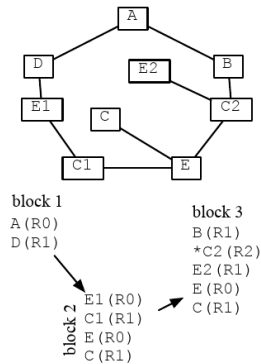 A
D
E2
B
E1
C
C2
C1
E
block 1
A(R0)
D(R1)
block 2
E1(R0)
C1(R1)
E(R0)
C(R1)
block 3
B(R1)
*C2(R2)
E2(R1)
E(R0)
C(R1)